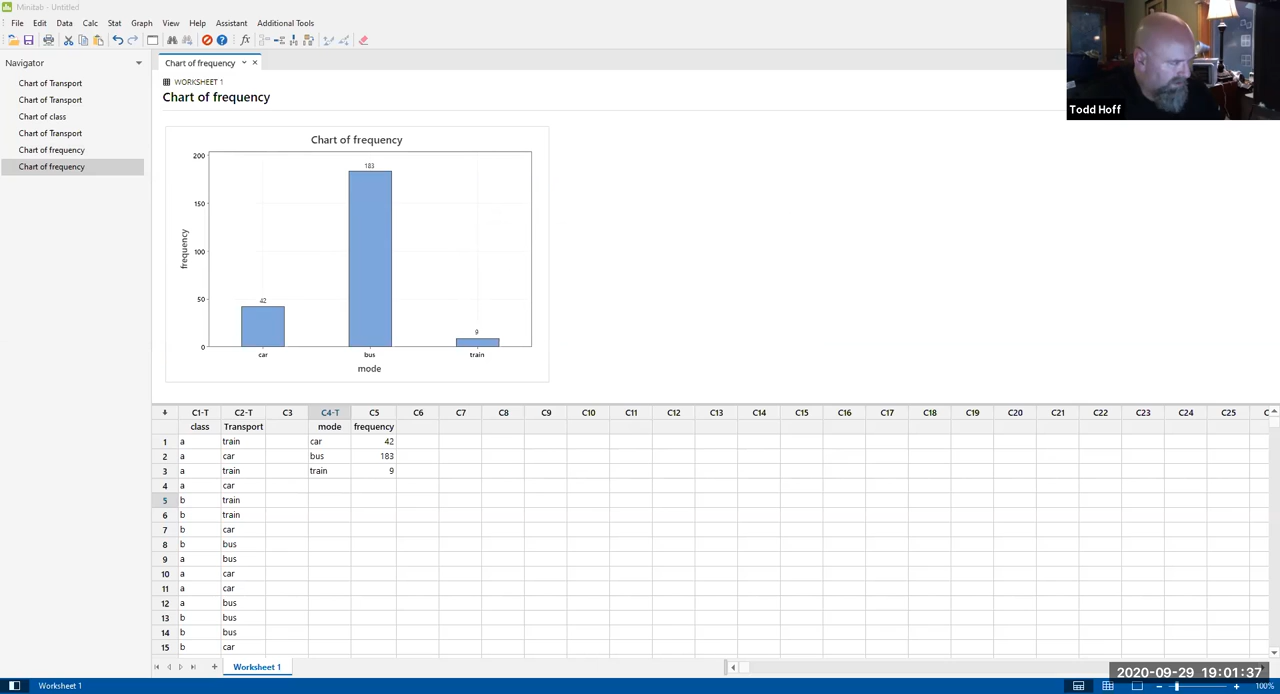 Minitab - Untitled
File Edit Data Calc Stat Graph View Help Assistant Additional Tools
Navigator
Chart of Transport
Chart of Transport
Chart of class
Chart of Transport
Chart of frequency
Chart of frequency
Chart of frequency
WORKSHEET 1
Chart of frequency
Chart of frequency
frequency
200
150
100
50
0
42
183
9
car bus train
mode
Todd Hoff
+ C1-T C2-T C3 C4-T C5 C6 C7 C8 C9 C10 C11 C12 C13 C14 C15 C16 C17 C18 C19 C20 C21 C22 C23 C24 C25 C
class Transport mode frequency
1 a train car 42
2 a car bus 183
3 a train train 9
4 a car
5 b train
6 b train
7 b car
8 b bus
9 a bus
10 a car
11 a car
12 a bus
13 b bus
14 b bus
15 b car
+ Worksheet 1
Worksheet 1
2020-09-29 19:01:37
100%